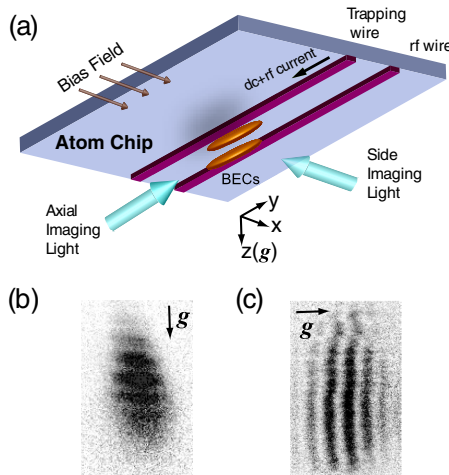 (a)
Trapping
wire
rf wire
Bias Field
dc+rf current
Atom Chip
Side
Imaging
Light
BECs
Axial
Imaging
Light
y
x
z(g)
(b)
g
(c)
g